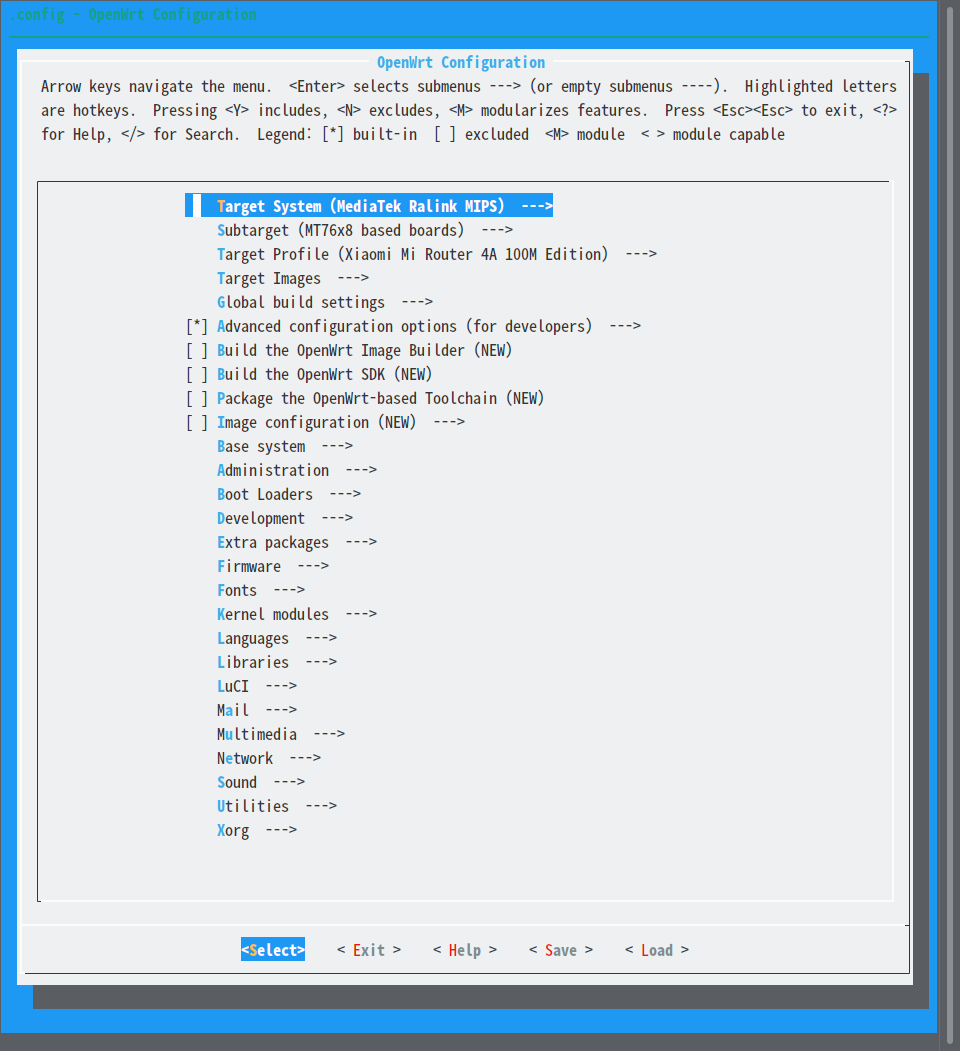 .config - OpenWrt Configuration
OpenWrt Configuration
Arrow keys navigate the menu.  <Enter> selects submenus ---> (or empty submenus ----).  Highlighted letters
are hotkeys.  Pressing <Y> includes, <N> excludes, <M> modularizes features.  Press <Esc><Esc> to exit, <?>
for Help, </> for Search.  Legend: [*] built-in  [ ] excluded  <M> module  < > module capable
Target System (MediaTek Ralink MIPS)  --->
Subtarget (MT76x8 based boards)  --->
Target Profile (Xiaomi Mi Router 4A 100M Edition)  --->
Target Images  --->
Global build settings  --->
[*] Advanced configuration options (for developers)  --->
[ ] Build the OpenWrt Image Builder (NEW)
[ ] Build the OpenWrt SDK (NEW)
[ ] Package the OpenWrt-based Toolchain (NEW)
[ ] Image configuration (NEW)  --->
Base system  --->
Administration  --->
Boot Loaders  --->
Development  --->
Extra packages  --->
Firmware  --->
Fonts  --->
Kernel modules  --->
Languages  --->
Libraries  --->
LuCI  --->
Mail  --->
Multimedia  --->
Network  --->
Sound  --->
Utilities  --->
Xorg  --->
<Select>    < Exit >    < Help >    < Save >    < Load >